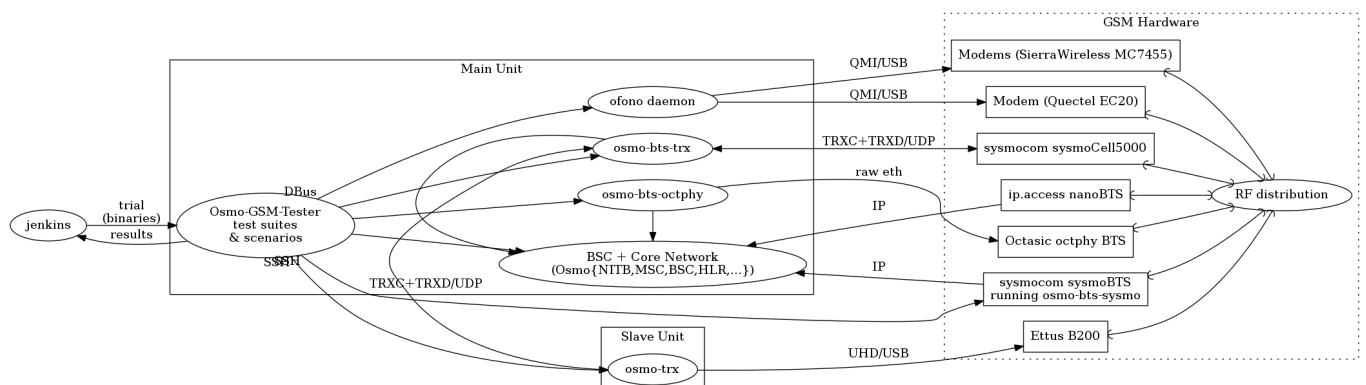 GSM Hardware
Main Unit
Modems (SierraWireless MC7455)
QMI/USB
ofono daemon
QMI/USB
Modem (Quectel EC20)
osmo-bts-trx
TRXC+TRXD/UDP
sysmocom sysmoCell5000
raw eth
DBus
osmo-bts-octphy
IP
ip.access nanoBTS
RF distribution
jenkins
trial
(binaries)
results
Osmo-GSM-Tester
test suites
& scenarios
Octasic octphy BTS
SSH
SSH
BSC + Core Network
(Osmo{NITB,MSC,BSC,HLR,...})
IP
TRXC+TRXD/UDP
sysmocom sysmoBTS
running osmo-bts-sysmo
Slave Unit
Ettus B200
osmo-trx
UHD/USB